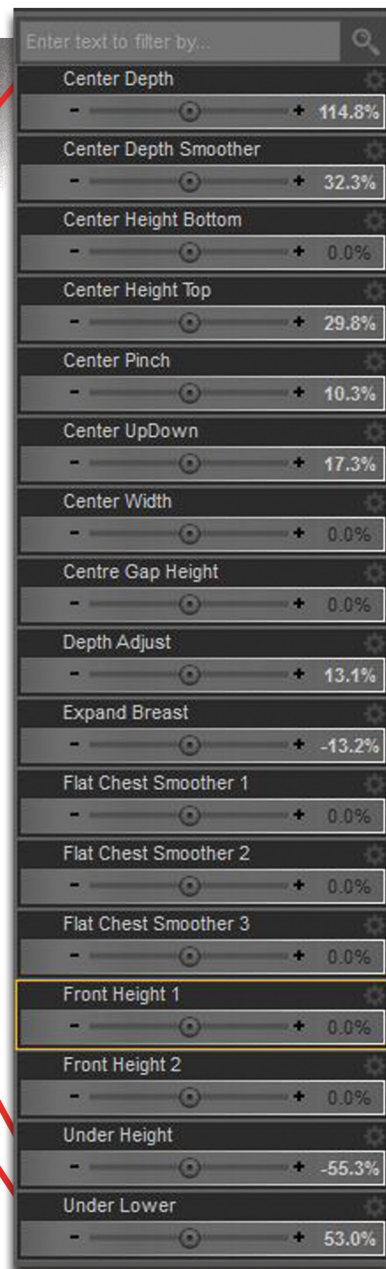 Enter text to filter by...
Center Depth
- + 114.8%
Center Depth Smoother
- + 32.3%
Center Height Bottom
- + 0.0%
Center Height Top
- + 29.8%
Center Pinch
- + 10.3%
Center UpDown
- + 17.3%
Center Width
- + 0.0%
Centre Gap Height
- + 0.0%
Depth Adjust
- + 13.1%
Expand Breast
- + -13.2%
Flat Chest Smoother 1
- + 0.0%
Flat Chest Smoother 2
- + 0.0%
Flat Chest Smoother 3
- + 0.0%
Front Height 1
- + 0.0%
Front Height 2
- + 0.0%
Under Height
- + -55.3%
Under Lower
- + 53.0%